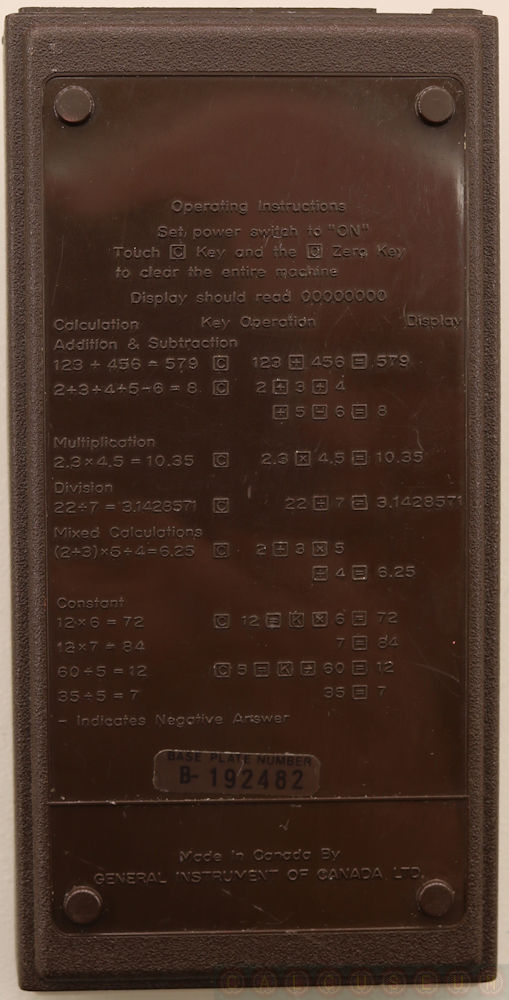 Operating Instructions
Set power switch to "ON"
Touch C Key and the 0 Zero Key
to clear the entire machine
Display should read 00000000
Calculation Key Operation Display
Addition & Subtraction
123 + 456 = 579 C 123 + 456 = 579
2+3+4+5-6 = 8 C 2 + 3 + 4
+ 5 - 6 = 8
Multiplication
2.3 × 4.5 = 10.35 C 2.3 × 4.5 = 10.35
Division
22÷7 = 3.1428571 C 22 ÷ 7 = 3.1428571
Mixed Calculations
(2+3)×5÷4=6.25 C 2 + 3 × 5
÷ 4 = 6.25
Constant
12×6 = 72 C 12 = K × 6 = 72
12×7 = 84 7 = 84
60÷5 = 12 C 5 = K ÷ 60 = 12
35÷5 = 7 35 = 7
- Indicates Negative Answer
BASE PLATE NUMBER
B- 192482
Made In Canada By
GENERAL INSTRUMENT OF CANADA, LTD.